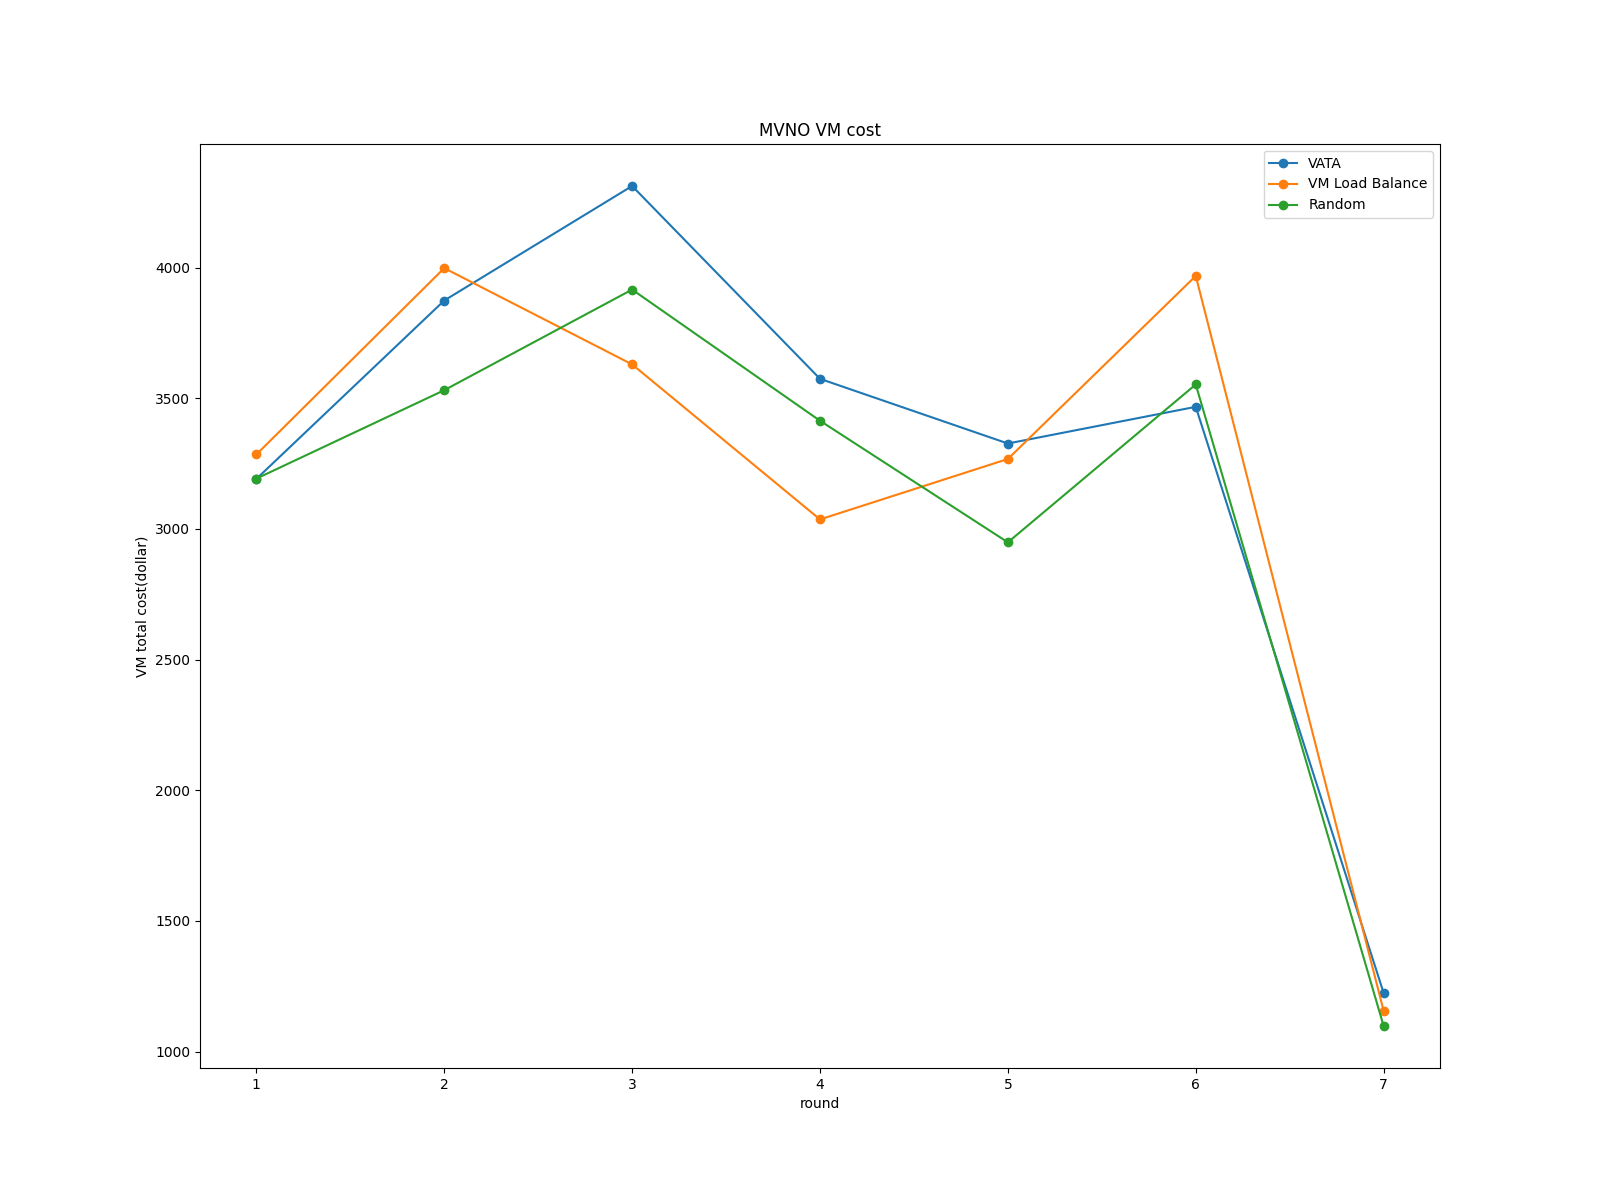 MVNO VM cost
VATA
VM Load Balance
Random
4000
3500
3000
2500
2000
1500
1000
VM total cost(dollar)
1 2 3 4 5 6 7
round